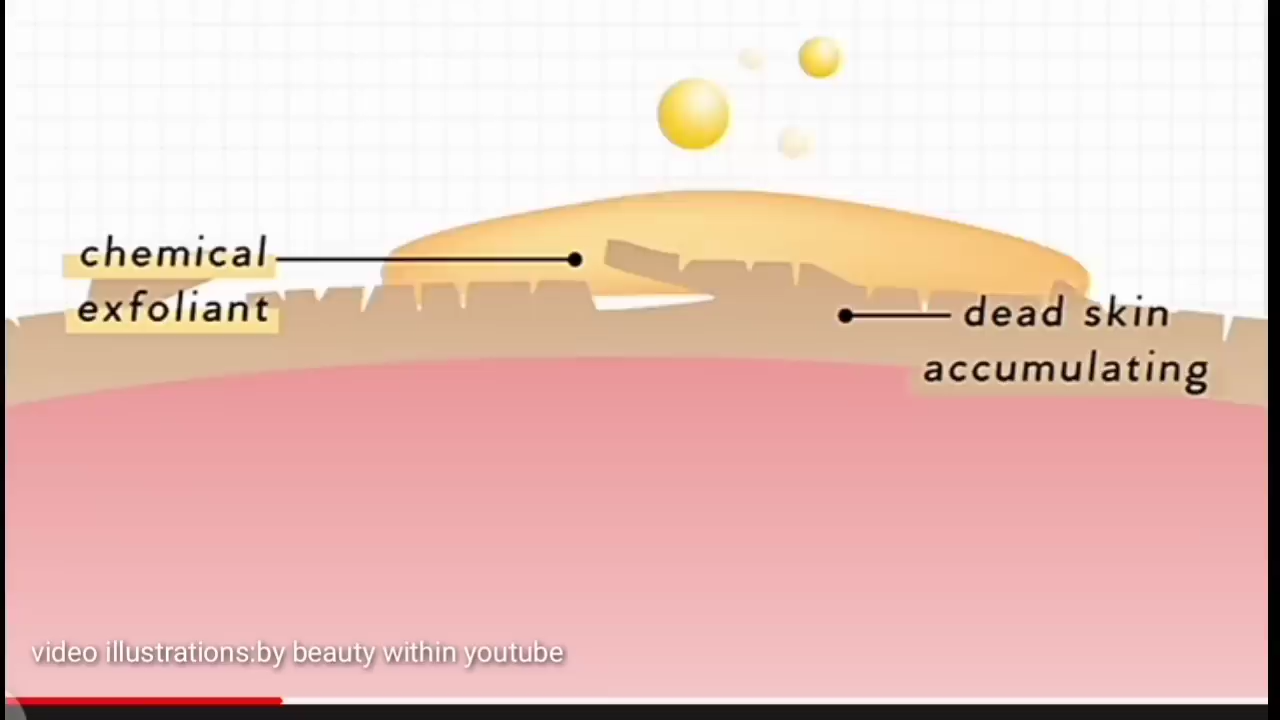 chemical
exfoliant
dead skin
accumulating
video illustrations:by beauty within youtube